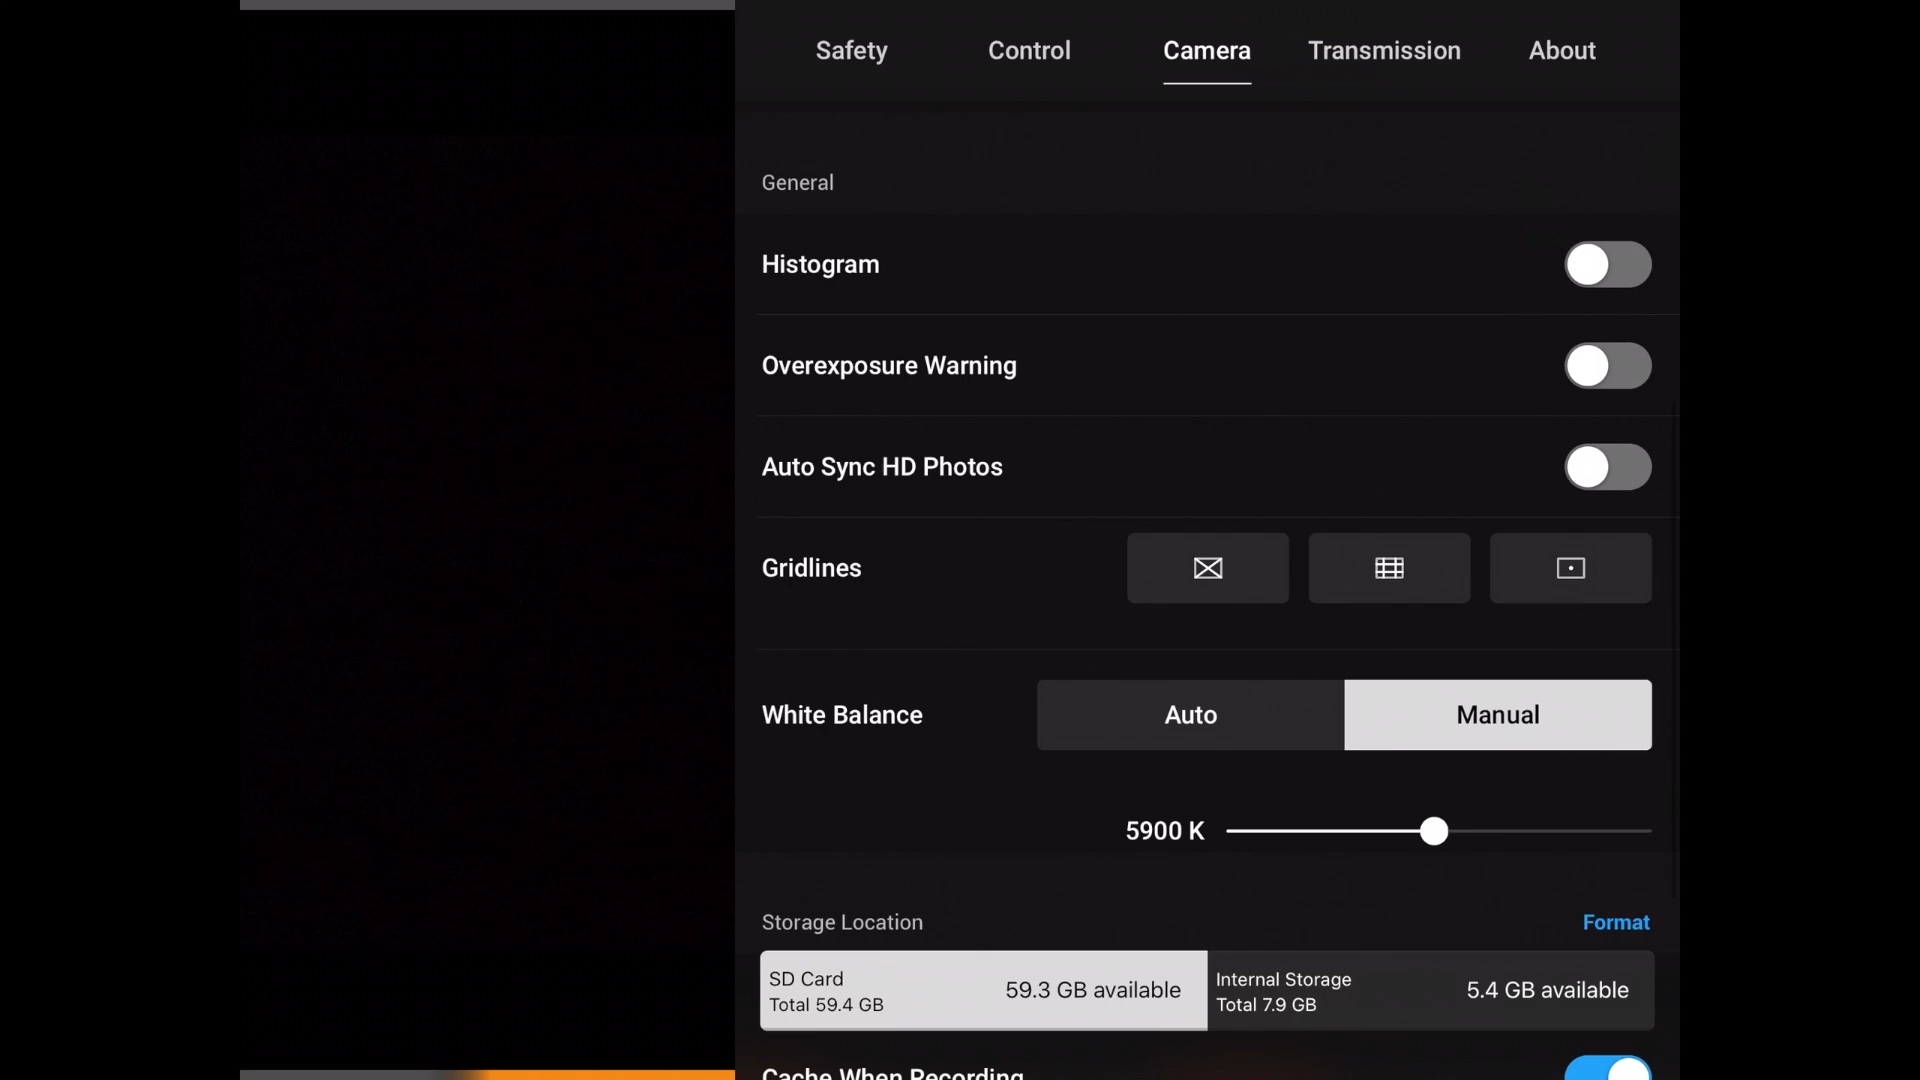 Safety Control Camera Transmission About
General
Histogram
Overexposure Warning
Auto Sync HD Photos
Gridlines
White Balance Auto Manual
5900 K
Storage Location Format
SD Card
Total 59.4 GB
59.3 GB available
Internal Storage
Total 7.9 GB
5.4 GB available
Cache When Recording